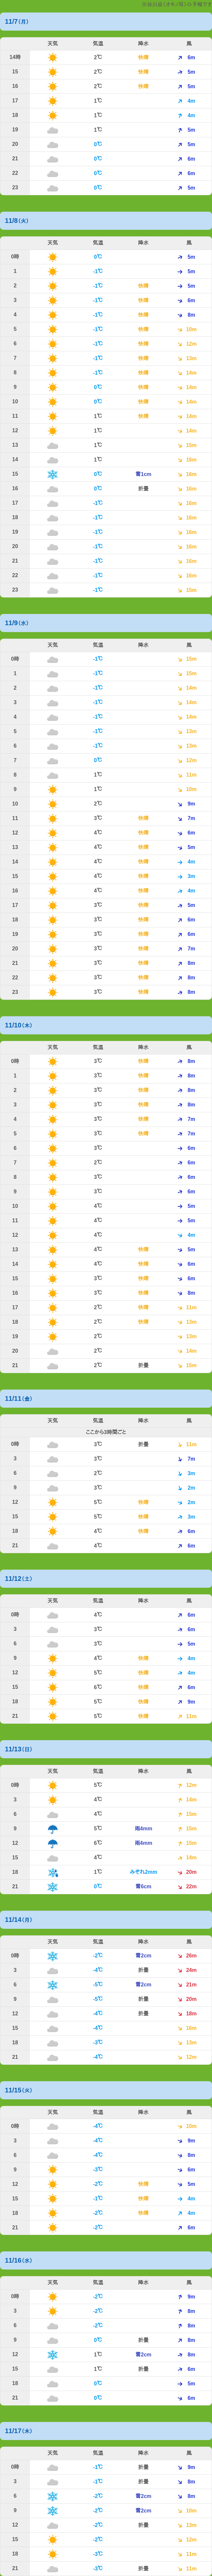 の予報です
11/7(月)
天気 気温 降水 風
14時 2℃ 快晴 6m
15 2℃ 快晴 5m
16 2℃ 快晴 5m
17 1℃ 4m
18 1℃ 4m
19 1℃ 5m
20 0℃ 5m
21 0℃ 6m
22 0℃ 6m
23 0℃ 5m
11/8(火)
天気 気温 降水 風
0時 0℃ 5m
1 -1℃ 5m
2 -1℃ 快晴 5m
3 -1℃ 快晴 6m
4 -1℃ 快晴 8m
5 -1℃ 快晴 10m
6 -1℃ 快晴 12m
7 -1℃ 快晴 13m
8 -1℃ 快晴 14m
9 0℃ 快晴 14m
10 0℃ 快晴 14m
11 1℃ 快晴 14m
12 1℃ 14m
13 1℃ 15m
14 1℃ 16m
15 0℃ 雪1cm 16m
16 0℃ 折曇 16m
17 -1℃ 16m
18 -1℃ 16m
19 -1℃ 16m
20 -1℃ 16m
21 -1℃ 16m
22 -1℃ 16m
23 -1℃ 15m
11/9(水)
天気 気温 降水 風
0時 -1℃ 15m
1 -1℃ 15m
2 -1℃ 14m
3 -1℃ 14m
4 -1℃ 14m
5 -1℃ 13m
6 -1℃ 13m
7 0℃ 12m
8 1℃ 11m
9 1℃ 10m
10 2℃ 9m
11 3℃ 快晴 7m
12 4℃ 快晴 6m
13 4℃ 快晴 5m
14 4℃ 快晴 4m
15 4℃ 快晴 3m
16 4℃ 快晴 4m
17 3℃ 快晴 5m
18 3℃ 快晴 6m
19 3℃ 快晴 6m
20 3℃ 快晴 7m
21 3℃ 快晴 8m
22 3℃ 快晴 8m
23 3℃ 快晴 8m
11/10(木)
天気 気温 降水 風
0時 3℃ 快晴 8m
1 3℃ 快晴 8m
2 3℃ 快晴 8m
3 3℃ 快晴 8m
4 3℃ 快晴 7m
5 3℃ 快晴 7m
6 3℃ 6m
7 2℃ 6m
8 3℃ 6m
9 3℃ 6m
10 4℃ 5m
11 4℃ 5m
12 4℃ 4m
13 4℃ 快晴 5m
14 4℃ 快晴 6m
15 3℃ 快晴 6m
16 3℃ 快晴 8m
17 2℃ 快晴 11m
18 2℃ 快晴 13m
19 2℃ 13m
20 2℃ 14m
21 2℃ 折曇 15m
11/11(金)
天気 気温 降水 風
ここから3時間ごと
0時 3℃ 折曇 11m
3 3℃ 7m
6 2℃ 3m
9 3℃ 2m
12 5℃ 快晴 2m
15 5℃ 快晴 3m
18 4℃ 快晴 6m
21 4℃ 6m
11/12(土)
天気 気温 降水 風
0時 4℃ 6m
3 3℃ 6m
6 3℃ 5m
9 4℃ 快晴 4m
12 5℃ 快晴 4m
15 6℃ 快晴 6m
18 5℃ 快晴 9m
21 5℃ 快晴 11m
11/13(日)
天気 気温 降水 風
0時 5℃ 12m
3 4℃ 14m
6 4℃ 15m
9 5℃ 雨4mm 15m
12 6℃ 雨4mm 15m
15 4℃ 14m
18 1℃ みぞれ2mm 20m
21 0℃ 雪6cm 22m
11/14(月)
天気 気温 降水 風
0時 -2℃ 雪2cm 26m
3 -4℃ 折曇 24m
6 -5℃ 雪2cm 21m
9 -5℃ 折曇 20m
12 -4℃ 折曇 18m
15 -4℃ 16m
18 -3℃ 13m
21 -4℃ 12m
11/15(火)
天気 気温 降水 風
0時 -4℃ 10m
3 -4℃ 9m
6 -4℃ 8m
9 -3℃ 6m
12 -2℃ 快晴 5m
15 -1℃ 快晴 4m
18 -2℃ 快晴 4m
21 -2℃ 6m
11/16(水)
天気 気温 降水 風
0時 -2℃ 9m
3 -2℃ 8m
6 -2℃ 8m
9 0℃ 折曇 8m
12 1℃ 雪2cm 8m
15 1℃ 折曇 6m
18 0℃ 5m
21 0℃ 6m
11/17(木)
天気 気温 降水 風
0時 -1℃ 折曇 9m
3 -1℃ 折曇 8m
6 -2℃ 雪2cm 8m
9 -2℃ 雪2cm 10m
12 -2℃ 折曇 13m
15 -2℃ 12m
18 -3℃ 11m
21 -3℃ 折曇 11m